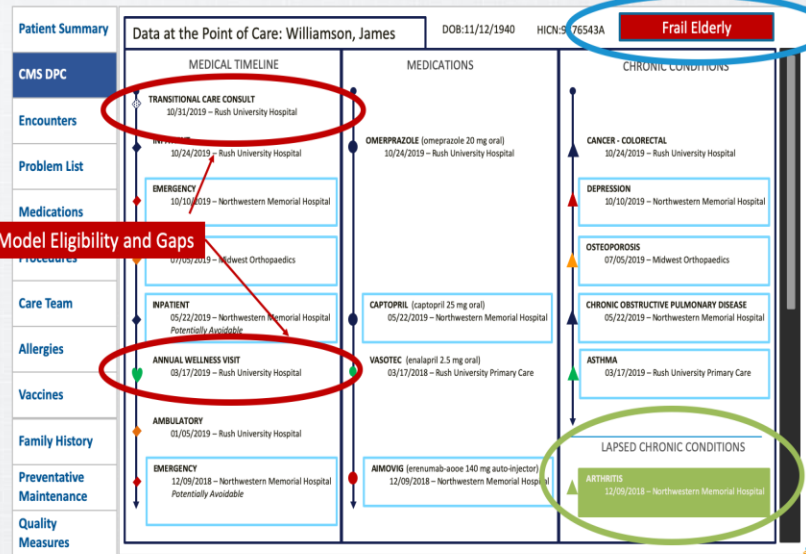 Patient Summary
CMS DPC
Encounters
Problem List
Medications
Procedures
Care Team
Allergies
Vaccines
Family History
Preventative
Maintenance
Quality
Measures
Data at the Point of Care: Williamson, James
DOB:11/12/1940
Frail Elderly
MEDICAL TIMELINE
TRANSITIONAL CARE CONSULT
10/31/2019 – Rush University Hospital
INPATIENT
10/24/2019 – Rush University Hospital
EMERGENCY
10/10/2019 – Northwestern Memorial Hospital
Model Eligibility and Gaps
07/05/2019 – Midwest Orthopaedics
INPATIENT
05/22/2019 – Northwestern Memorial Hospital
Potentially Avoidable
ANNUAL WELLNESS VISIT
03/17/2019 – Rush University Hospital
AMBULATORY
01/05/2019 – Rush University Hospital
EMERGENCY
12/09/2018 – Northwestern Memorial Hospital
Potentially Avoidable
MEDICATIONS
OMERPRAZOLE (omeprazole 20 mg oral)
10/24/2019 – Rush University Hospital
CAPTOPRIL (captopril 25 mg oral)
05/22/2019 – Northwestern Memorial Hospital
VASOTEC (enalapril 2.5 mg oral)
03/17/2018 – Rush University Primary Care
AIMOVIG (erenumab-aooe 140 mg auto-injector)
12/09/2018 – Northwestern Memorial Hospital
CHRONIC CONDITIONS
CANCER - COLORECTAL
10/24/2019 – Rush University Hospital
DEPRESSION
10/10/2019 – Northwestern Memorial Hospital
OSTEOPOROSIS
07/05/2019 – Midwest Orthopaedics
CHRONIC OBSTRUCTIVE PULMONARY DISEASE
05/22/2019 – Northwestern Memorial Hospital
ASTHMA
03/17/2019 – Rush University Primary Care
LAPSED CHRONIC CONDITIONS
ARTHRITIS
12/09/2018 – Northwestern Memorial Hospital